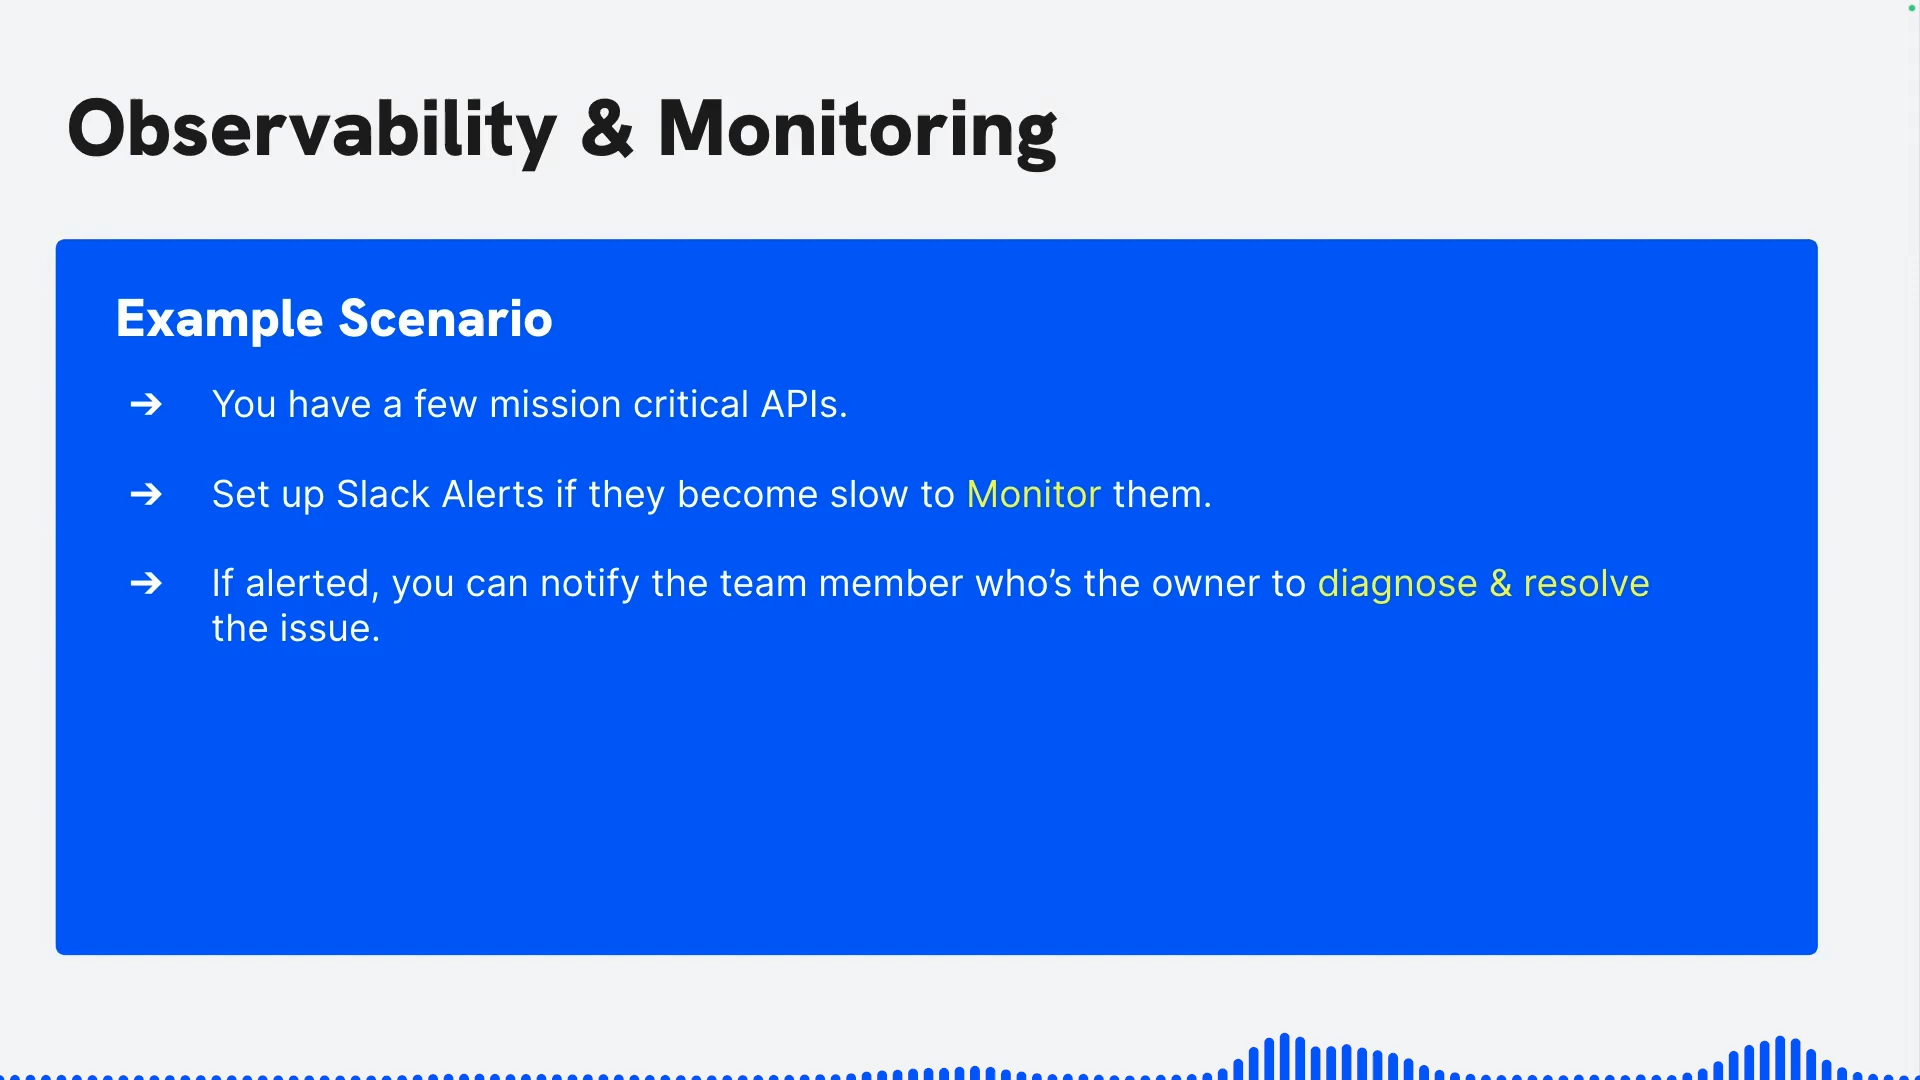 Observability & Monitoring
Example Scenario
➔ You have a few mission critical APIs.
➔ Set up Slack Alerts if they become slow to Monitor them.
➔ If alerted, you can notify the team member who’s the owner to diagnose & resolve
the issue.